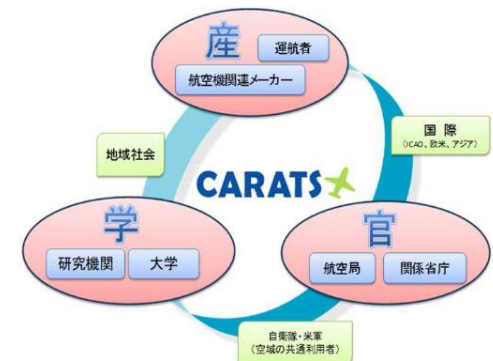 産
運航者
航空機関連メーカー
国 際
(ICAO、欧米、アジア)
地域社会
CARATS
学
研究機関
大学
官
航空局
関係省庁
自衛隊・米軍
(空域の共通利用者)